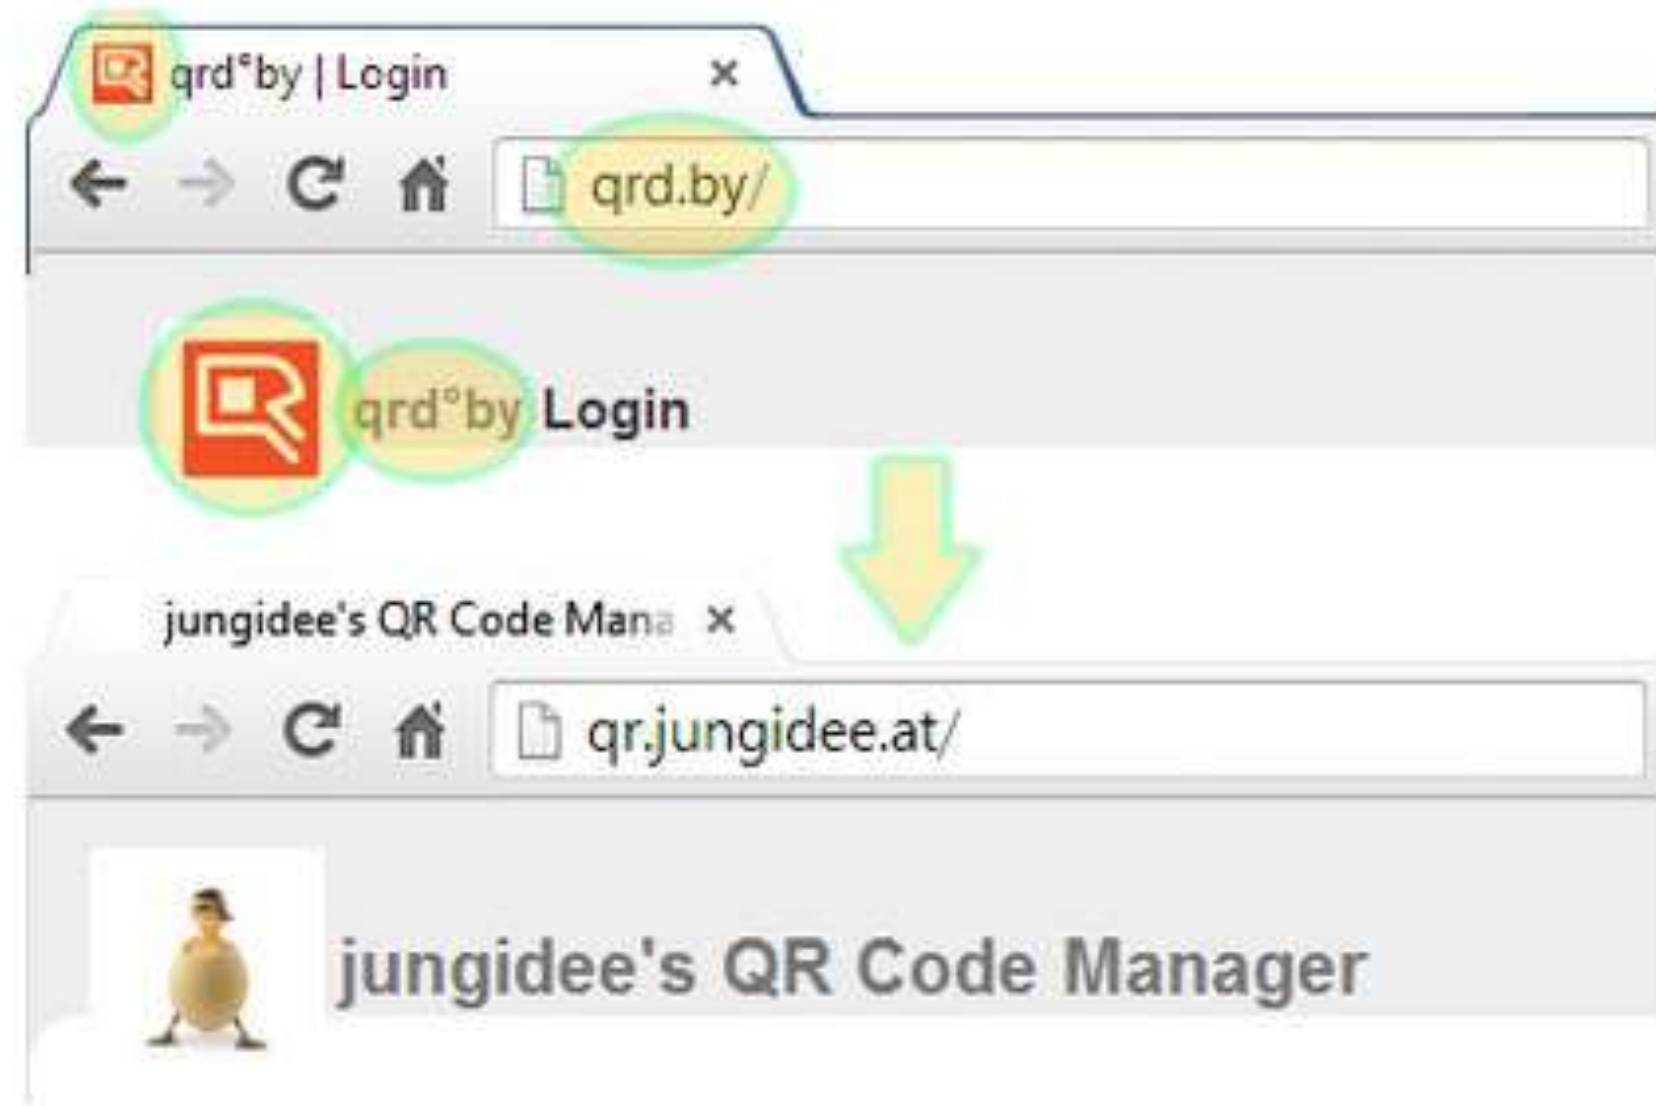 qrd°by | Login
qrd.by/
qrd°by Login
jungidee's QR Code Mana
qr.jungidee.at/
jungidee's QR Code Manager